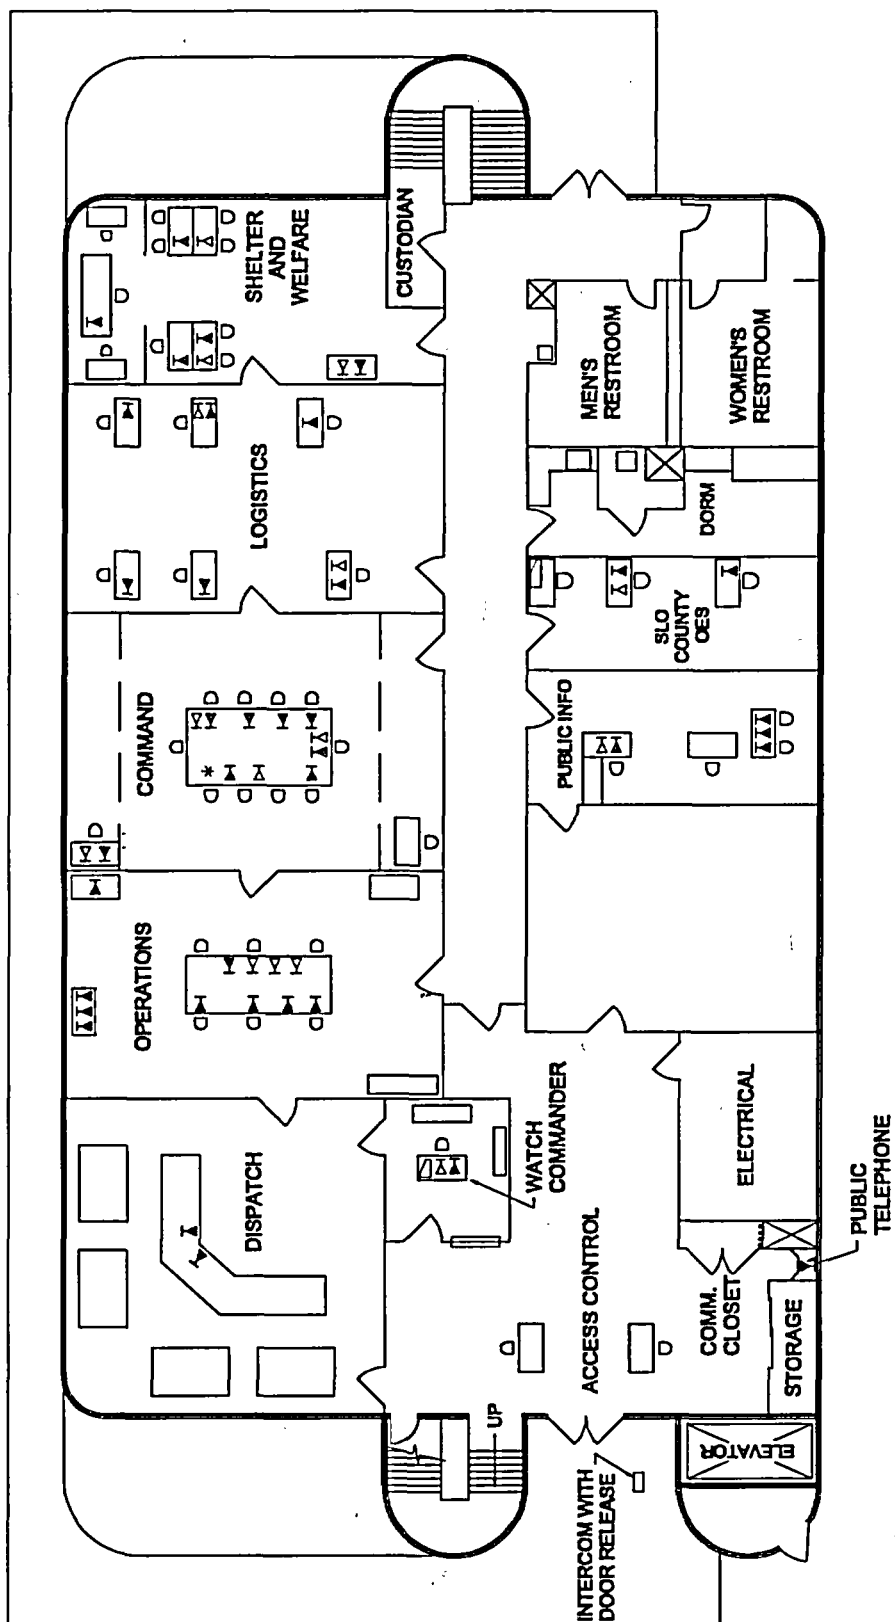 SHELTER
AND
WELFARE
CUSTODIAN
LOGISTICS
MEN'S
RESTROOM
WOMEN'S
RESTROOM
DORM
COMMAND
*
SLO
COUNTY
OES
PUBLIC INFO
OPERATIONS
DISPATCH
WATCH
COMMANDER
ELECTRICAL
PUBLIC
TELEPHONE
ACCESS CONTROL
COMM.
CLOSET
STORAGE
UP
ELEVATOR
INTERCOM WITH
DOOR RELEASE